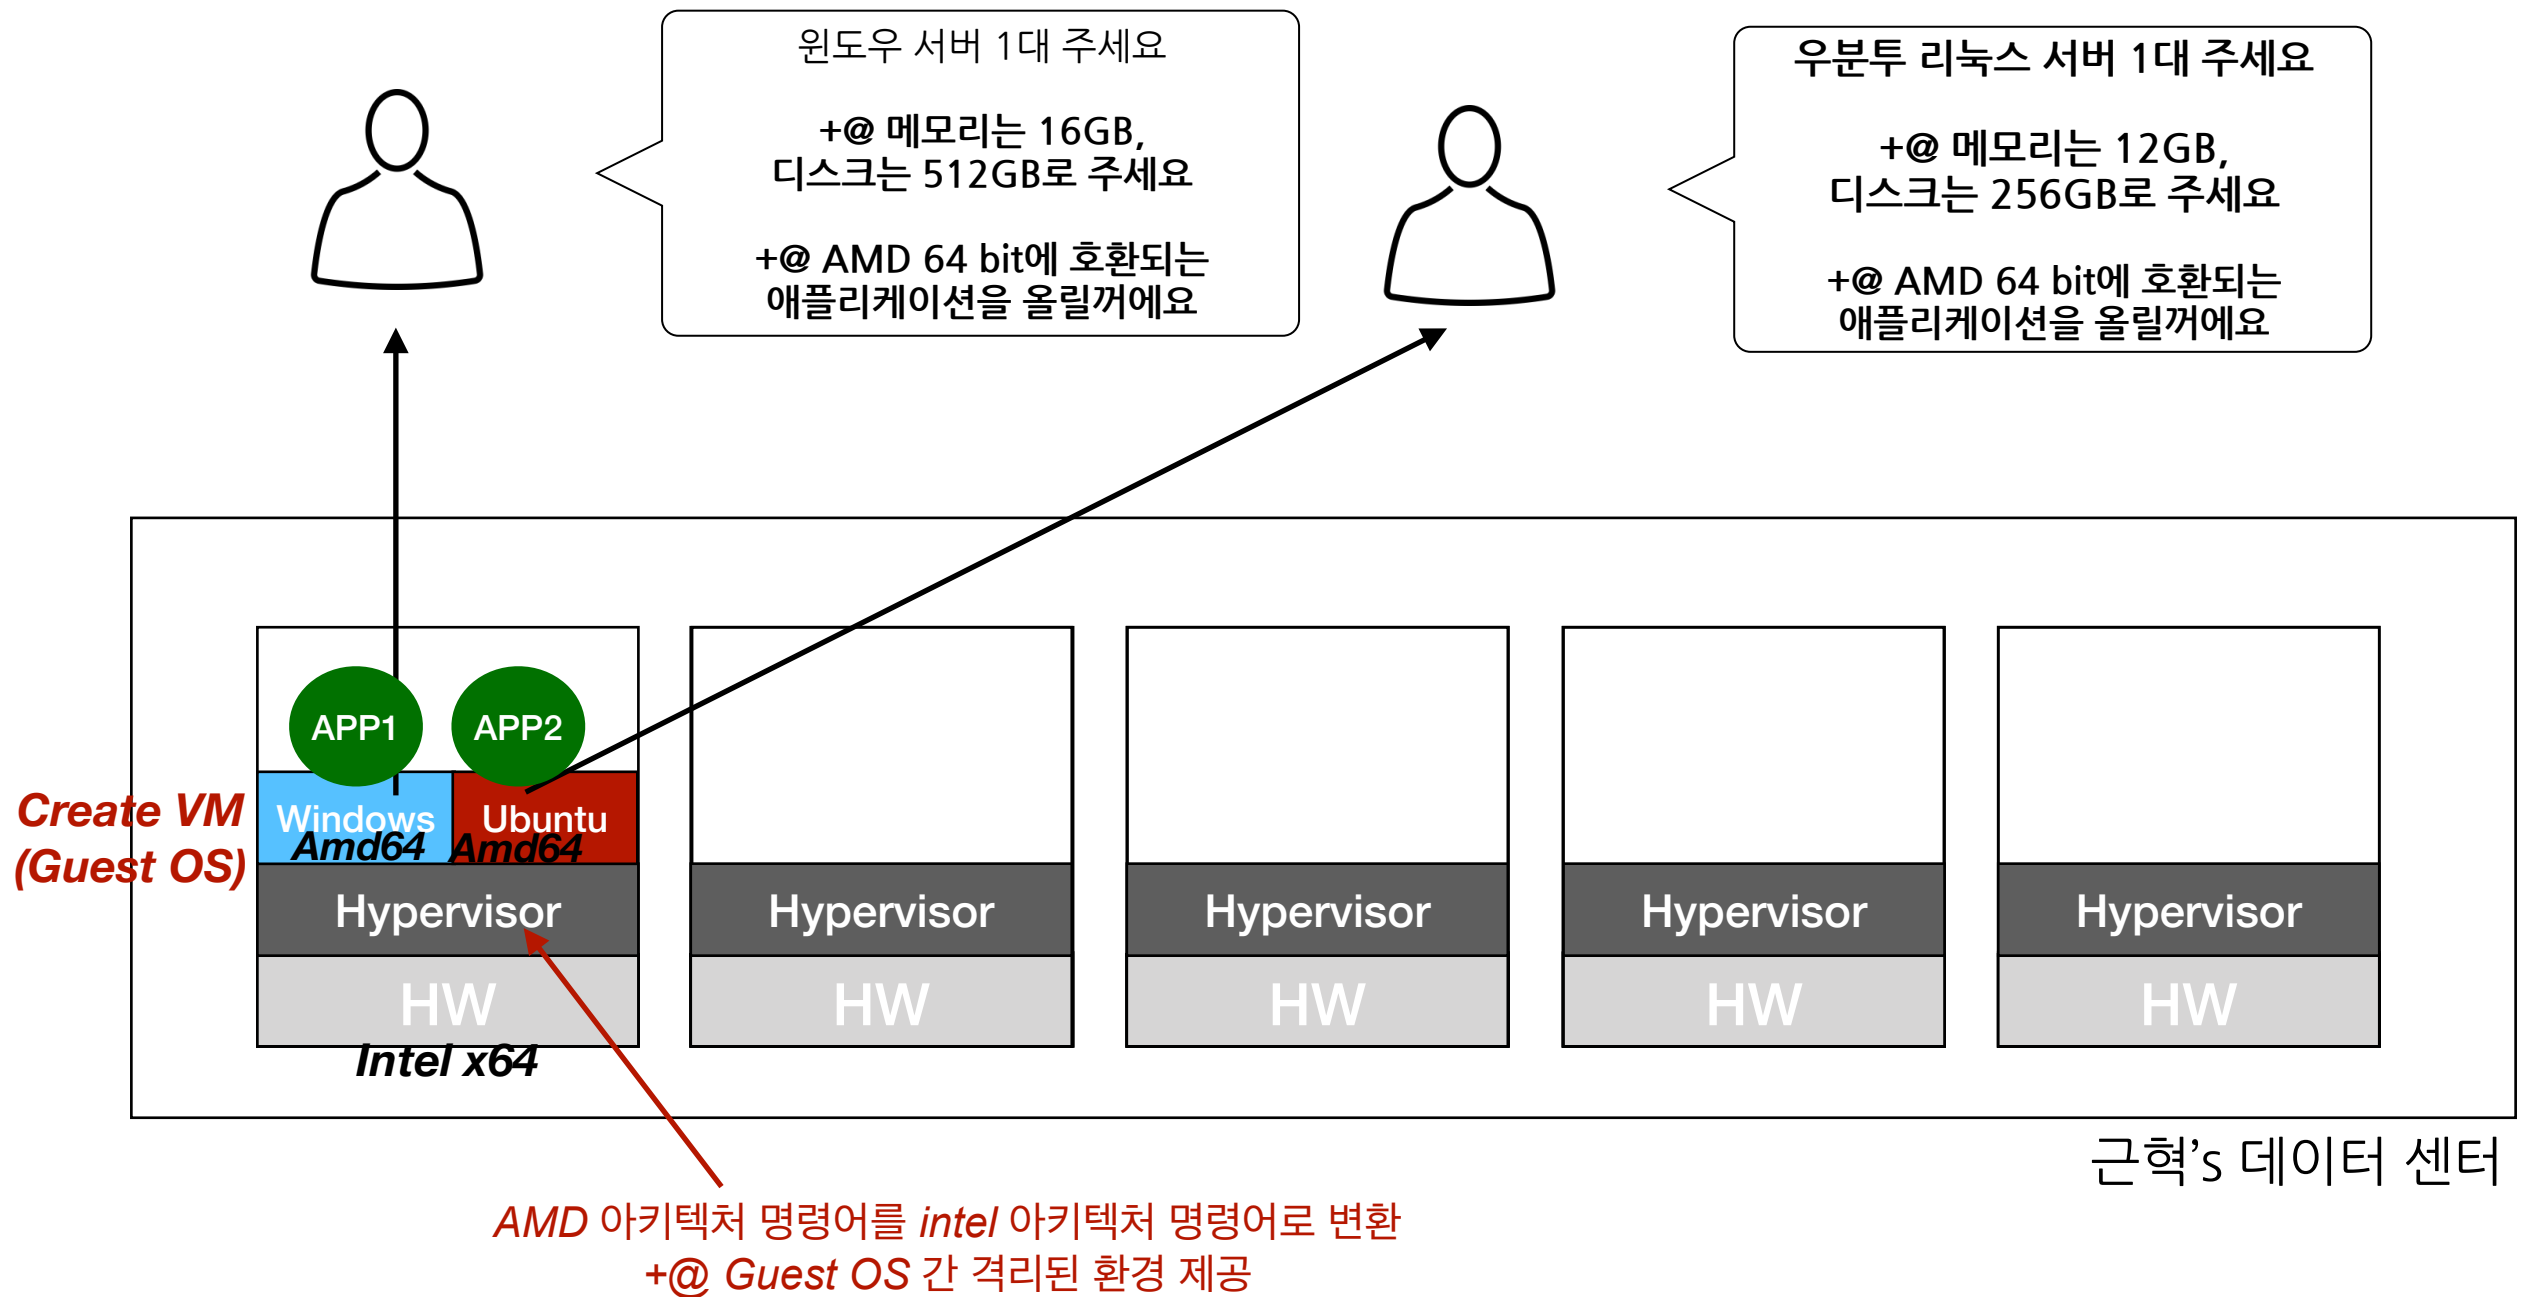 윈도우 서버 1대 주세요
+@ 메모리는 16GB,
디스크는 512GB로 주세요
+@ AMD 64 bit에 호환되는
애플리케이션을 올릴꺼에요
우분투 리눅스 서버 1대 주세요
+@ 메모리는 12GB,
디스크는 256GB로 주세요
+@ AMD 64 bit에 호환되는
애플리케이션을 올릴꺼에요
APP1
APP2
Create VM
(Guest OS)
Windows
Amd64
Ubuntu
Amd64
Hypervisor
Hypervisor
Hypervisor
Hypervisor
Hypervisor
HW
HW
HW
HW
HW
Intel x64
근혁's 데이터 센터
AMD 아키텍처 명령어를 intel 아키텍처 명령어로 변환
+@ Guest OS 간 격리된 환경 제공